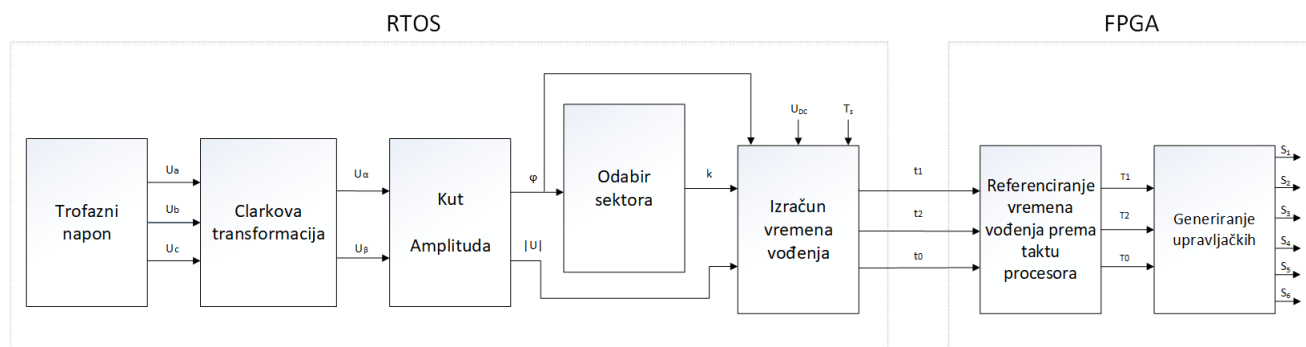 RTOS
FPGA
Trofazni
napon
Ua
Ub
Uc
Clarkova
transformacija
Uα
Uβ
Kut
Amplituda
φ
|U|
Odabir
sektora
k
U_DC
T_s
Izračun
vremena
vođenja
t1
t2
t0
Referenciranje
vremena
vođenja prema
taktu
procesora
T1
T2
T0
Generiranje
upravljačkih
S₁
S₂
S₃
S₄
S₅
S₆